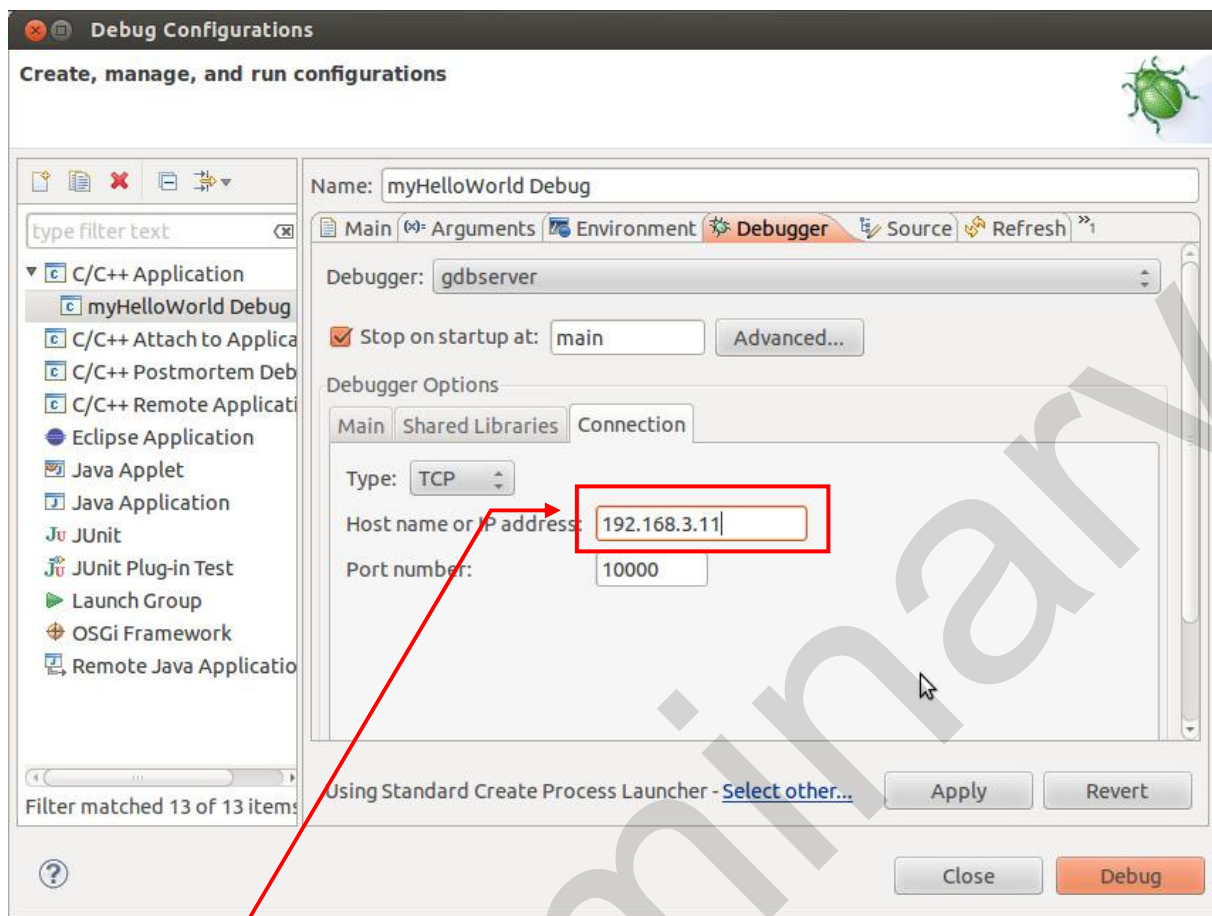 Debug Configurations
Create, manage, and run configurations
Name: myHelloWorld Debug
type filter text
Main (x)= Arguments Environment Debugger Source Refresh »1
C/C++ Application
myHelloWorld Debug
C/C++ Attach to Applica
C/C++ Postmortem Deb
C/C++ Remote Applicati
Eclipse Application
Java Applet
Java Application
Ju JUnit
JUnit Plug-in Test
Launch Group
OSGi Framework
Remote Java Applicatio
Filter matched 13 of 13 items
Debugger: gdbserver
Stop on startup at: main Advanced...
Debugger Options
Main Shared Libraries Connection
Type: TCP
Host name or IP address: 192.168.3.11
Port number: 10000
Using Standard Create Process Launcher - Select other... Apply Revert
? Close Debug
minary